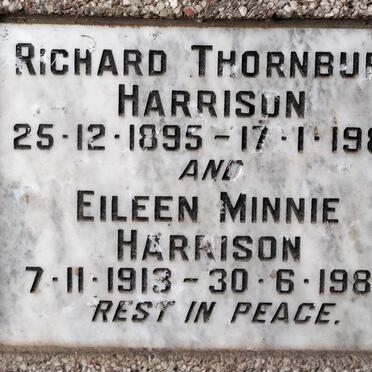 RICHARD THORNBUR
HARRISON
25·12·1895–17·1·198
AND
EILEEN MINNIE
HARRISON
7·11·1913–30·6·198
REST IN PEACE.